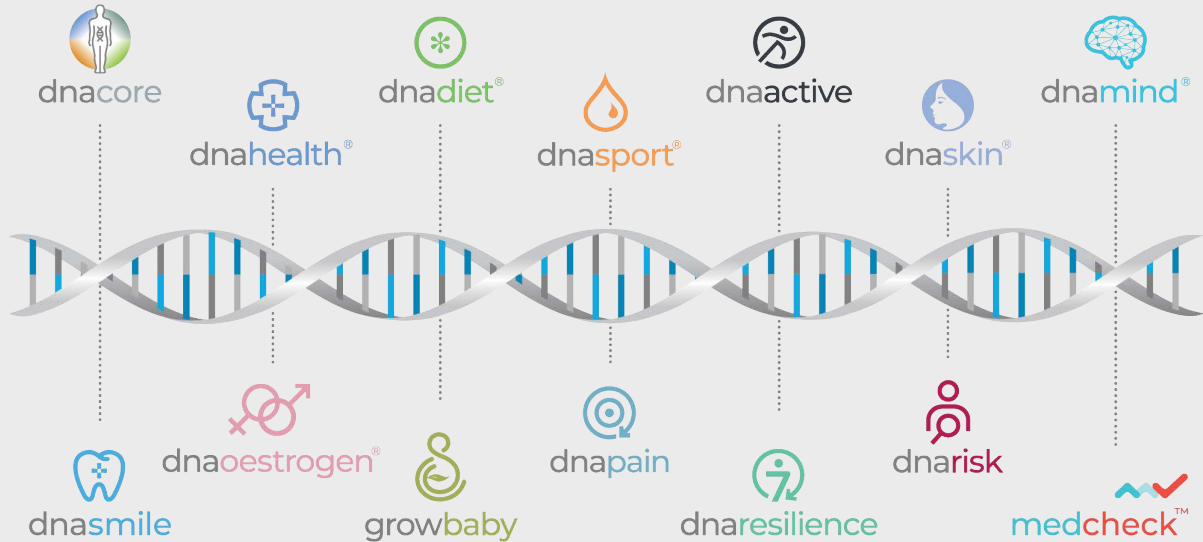 dnacore
dnadiet®
dnaactive
dnamind®
dnahealth®
dnasport®
dnaskin®
dnaoestrogen®
dnapain
dnarisk
dnasmile
growbaby
dnaresilience
medcheck™